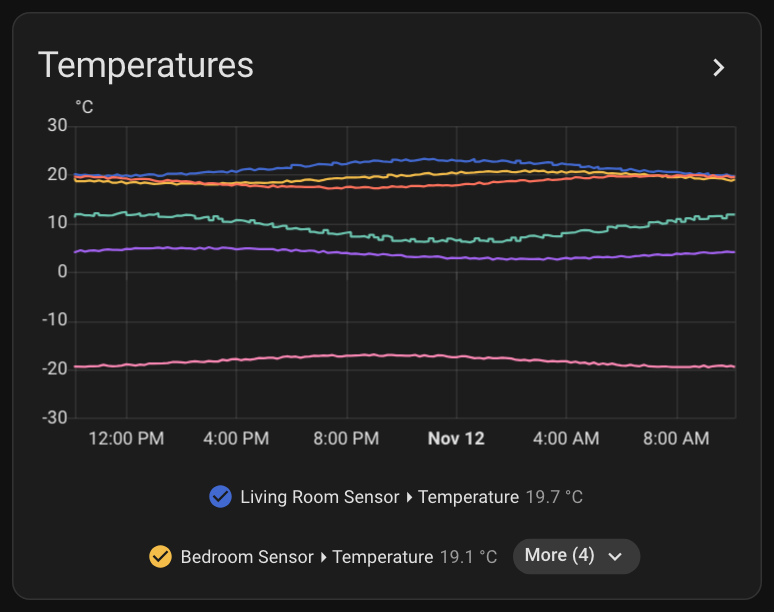 Temperatures
°C
30
20
10
0
-10
-20
-30
12:00 PM 4:00 PM 8:00 PM Nov 12 4:00 AM 8:00 AM
Living Room Sensor ▸ Temperature 19.7 °C
Bedroom Sensor ▸ Temperature 19.1 °C More (4)